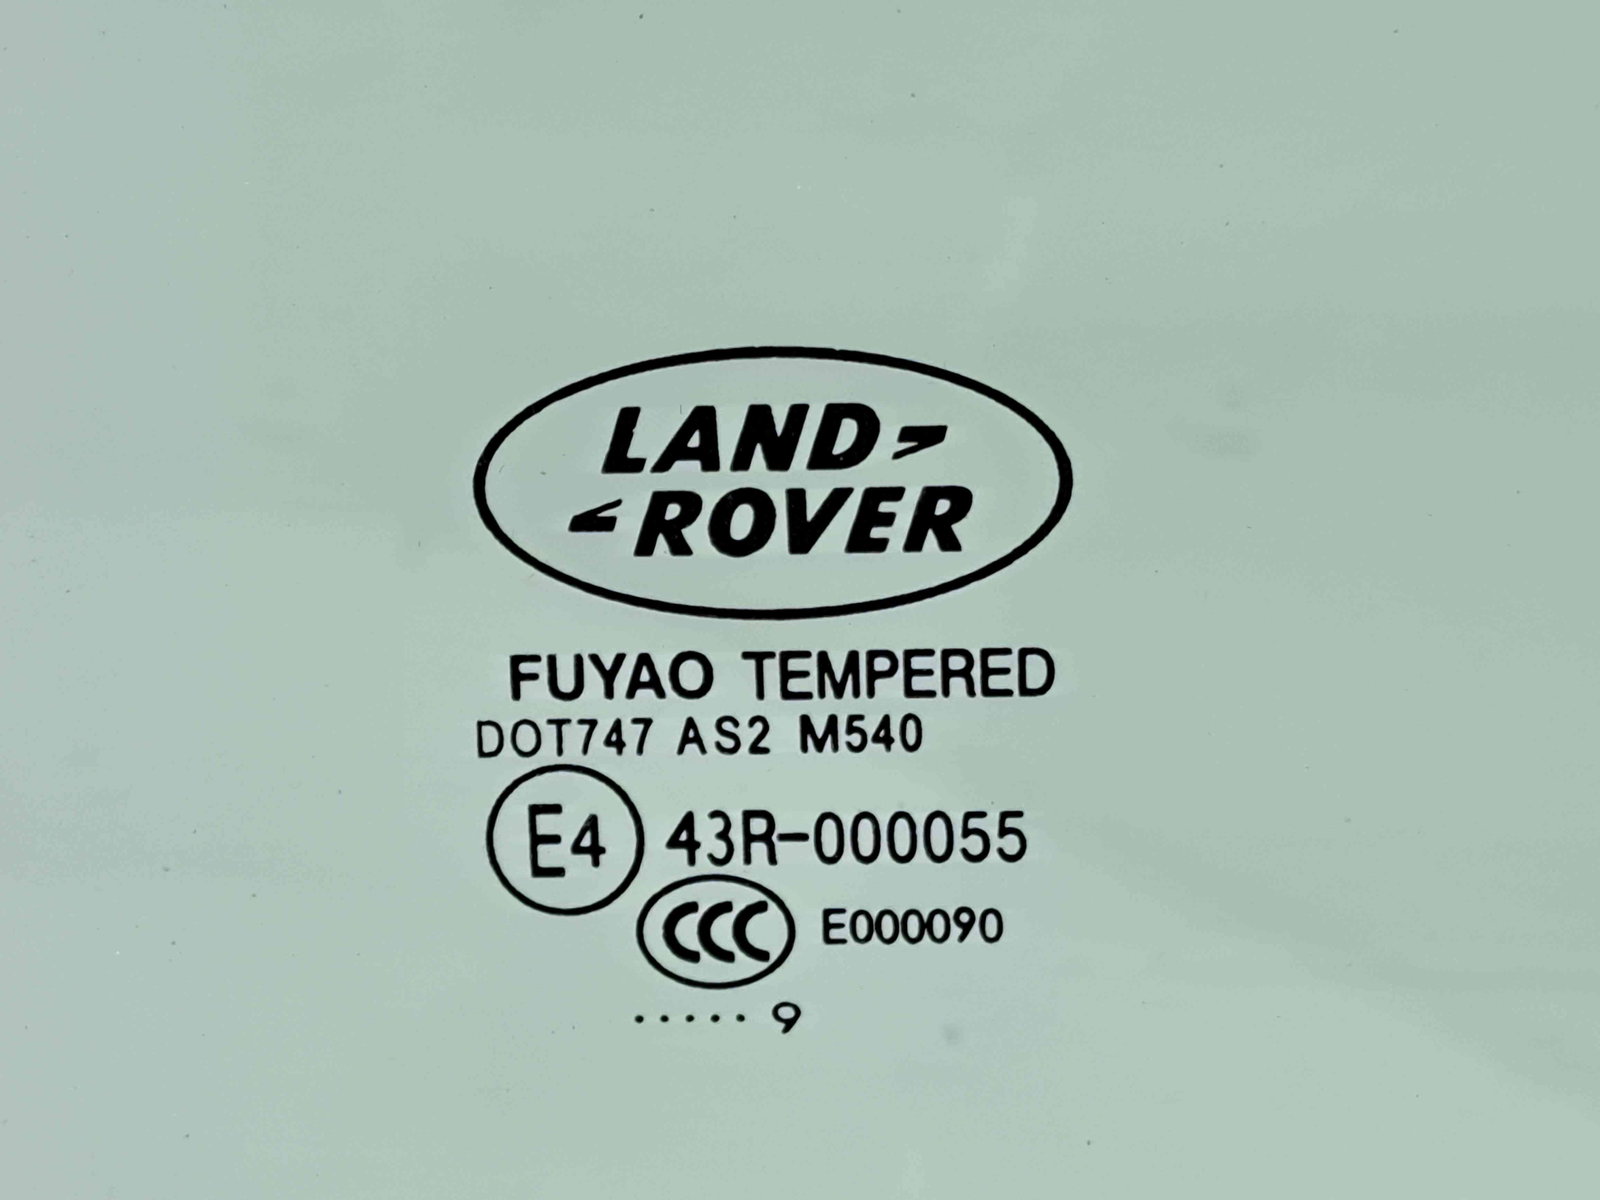 LAND
ROVER
FUYAO TEMPERED
DOT747 AS2 M540
E4 43R-000055
CCC E000090
.....9